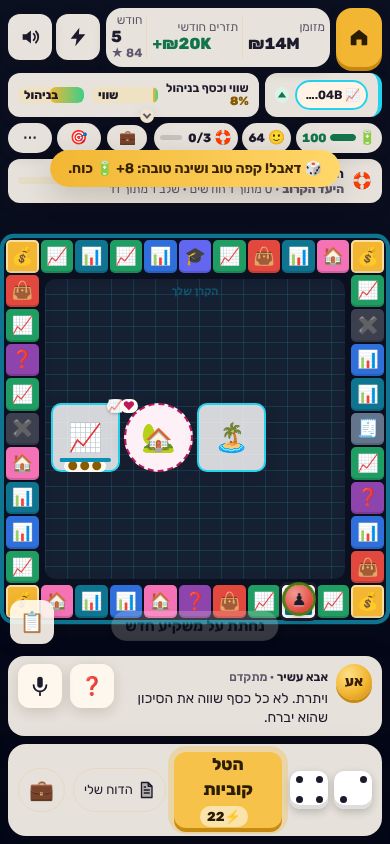 מזומן
₪14M
תזרים חודשי
+₪20K
חודש
5
★ 84
...04B
שווי וכסף בניהול
8%
שווי
בניהול
100
64
0/3
...
דאבל! קפה טוב ושינה טובה: 8+ כוח.
היעד הקרוב
הקרן שלך
נחתת על משקיע חדש
אע
אבא עשיר • מתקדם
ויתרת. לא כל כסף שווה את הסיכון
שהוא יברח.
הטל
קוביות
22⚡
הדוח שלי